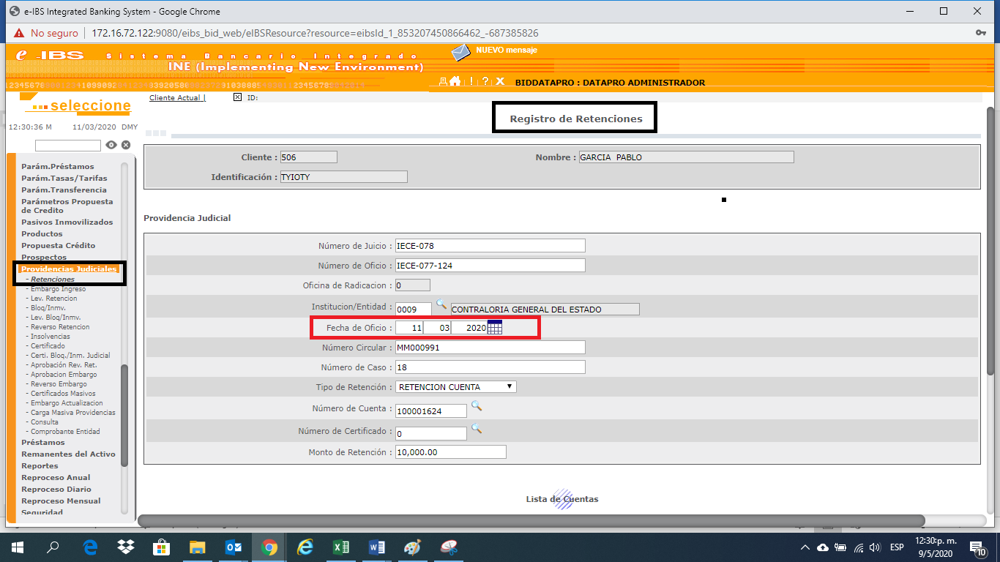 e-IBS Integrated Banking System - Google Chrome
No seguro | 172.16.72.122:9080/eibs_bid_web/eIBSResource?resource=eibsId_1_853207450866462_-687385826
e -IBS Sistema Bancario Integrado
INE (Implementing New Environment)
NUEVO mensaje
BIDDATAPRO : DATAPRO ADMINISTRADOR
seleccione
Cliente Actual |
ID:
12:30:36 M 11/03/2020 DMY
Registro de Retenciones
Parám.Préstamos
Parám.Tasas/Tarifas
Parám.Transferencia
Parámetros Propuesta
de Credito
Pasivos Inmovilizados
Productos
Propuesta Crédito
Prospectos
Providencias Judiciales
- Retenciones
- Embargo Ingreso
- Lev. Retencion
- Bloq/Inmv.
- Lev. Bloq/Inmv.
- Reverso Retencion
- Insolvencias
- Certificado
- Certi. Bloq./Inm. Judicial
- Aprobación Rev. Ret.
- Aprobacion Embargo
- Reverso Embargo
- Certificados Masivos
- Embargo Actualizacion
- Carga Masiva Providencias
- Consulta
- Comprobante Entidad
Préstamos
Remanentes del Activo
Reportes
Reproceso Anual
Reproceso Diario
Reproceso Mensual
Seguridad
Cliente : 506
Nombre : GARCIA PABLO
Identificación : TYIOTY
Providencia Judicial
Número de Juicio : IECE-078
Número de Oficio : IECE-077-124
Oficina de Radicacion : 0
Institucion/Entidad : 0009 CONTRALORIA GENERAL DEL ESTADO
Fecha de Oficio : 11 03 2020
Número Circular : MM000991
Número de Caso : 18
Tipo de Retención : RETENCION CUENTA
Número de Cuenta : 100001624
Número de Certificado : 0
Monto de Retención : 10,000.00
Lista de Cuentas
ESP
12:30:p. m.
9/5/2020
10